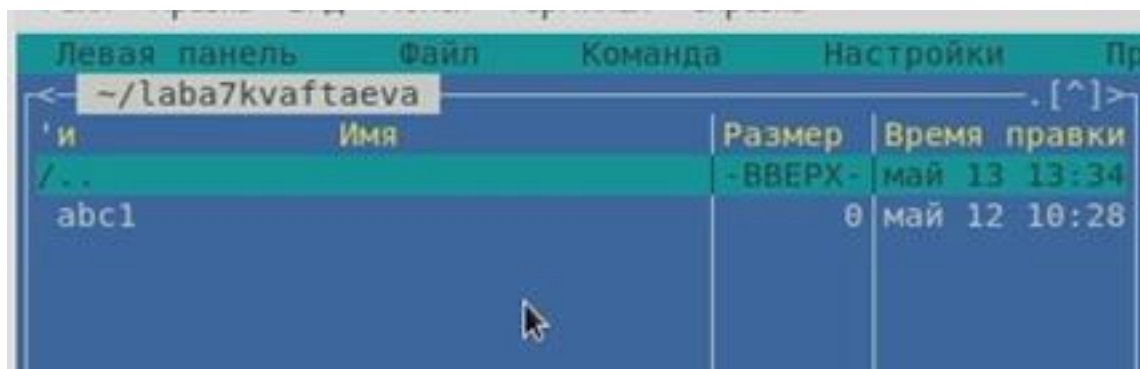 Левая панель Файл Команда Настройки Пр
<- ~/laba7kvaftaeva .[^]>
'и Имя Размер Время правки
/.. -ВВЕРХ- май 13 13:34
abc1 0 май 12 10:28